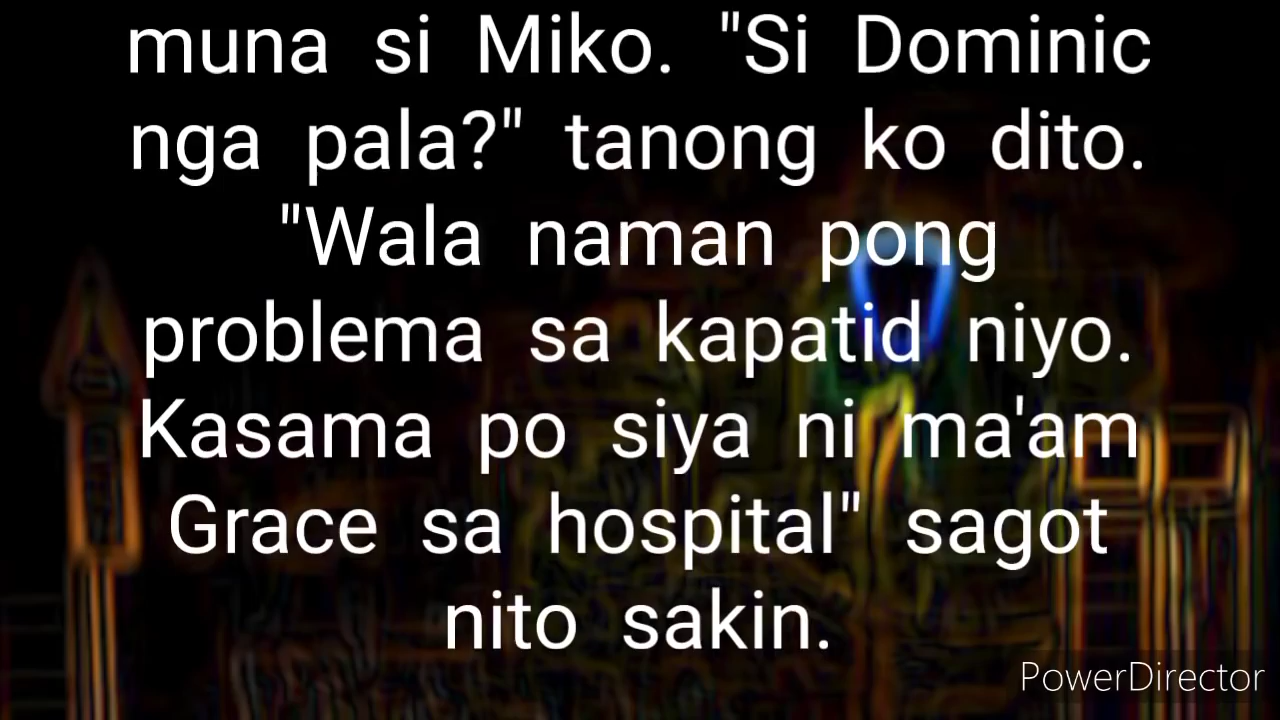 muna si Miko. "Si Dominic
nga pala?" tanong ko dito.
"Wala naman pong
problema sa kapatid niyo.
Kasama po siya ni ma'am
Grace sa hospital" sagot
nito sakin.
PowerDirector